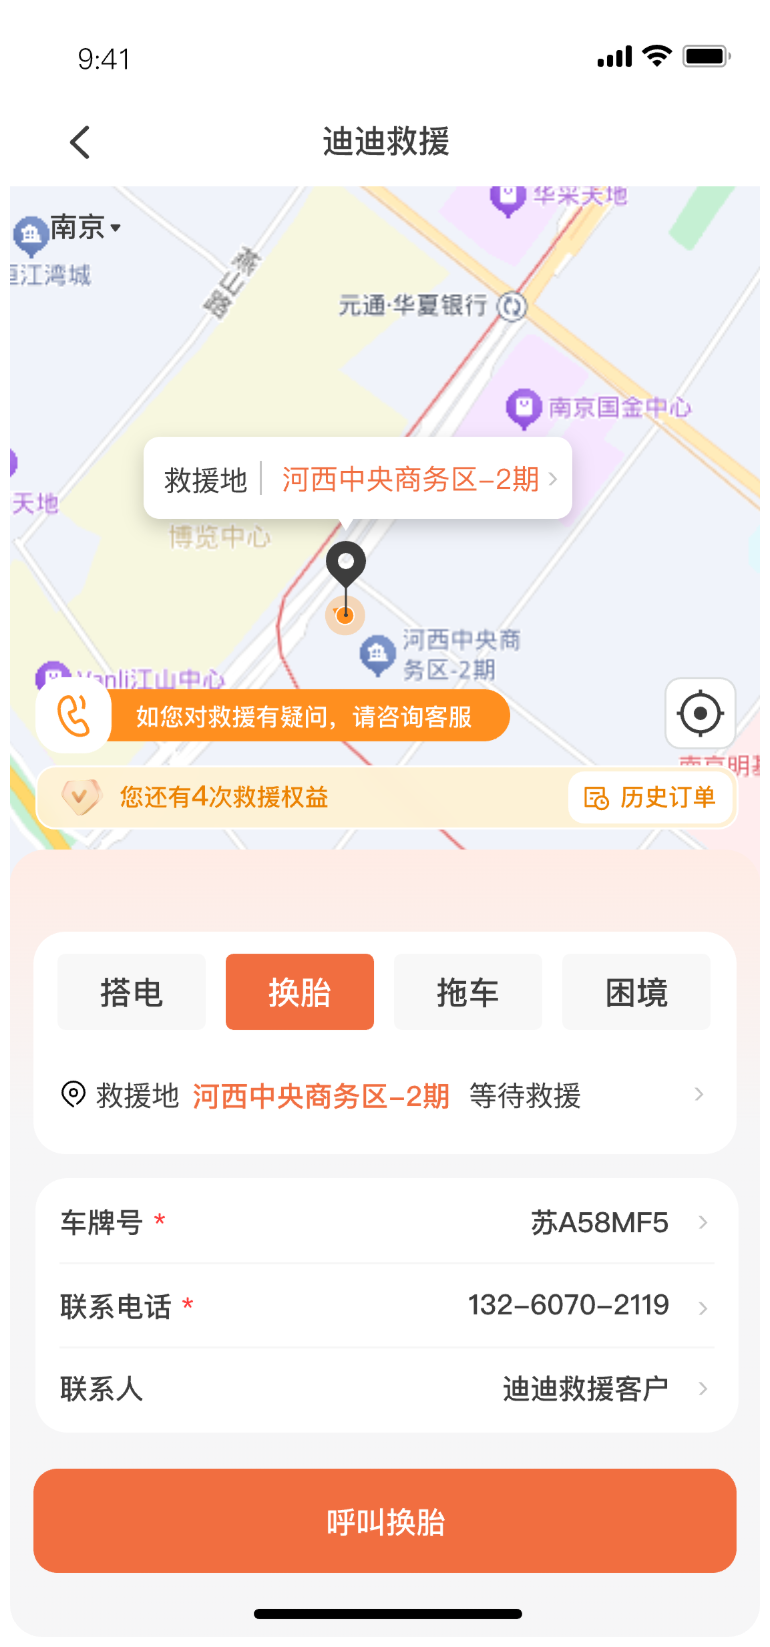 9:41
迪迪救援
华采天地
南京
江湾城
燕山路
元通·华夏银行
南京国金中心
救援地 河西中央商务区-2期
天地
博览中心
河西中央商
务区-2期
Vanli江山中心
如您对救援有疑问，请咨询客服
南京明基
您还有4次救援权益
历史订单
搭电 换胎 拖车 困境
救援地 河西中央商务区-2期 等待救援
车牌号 * 苏A58MF5
联系电话 * 132-6070-2119
联系人 迪迪救援客户
呼叫换胎